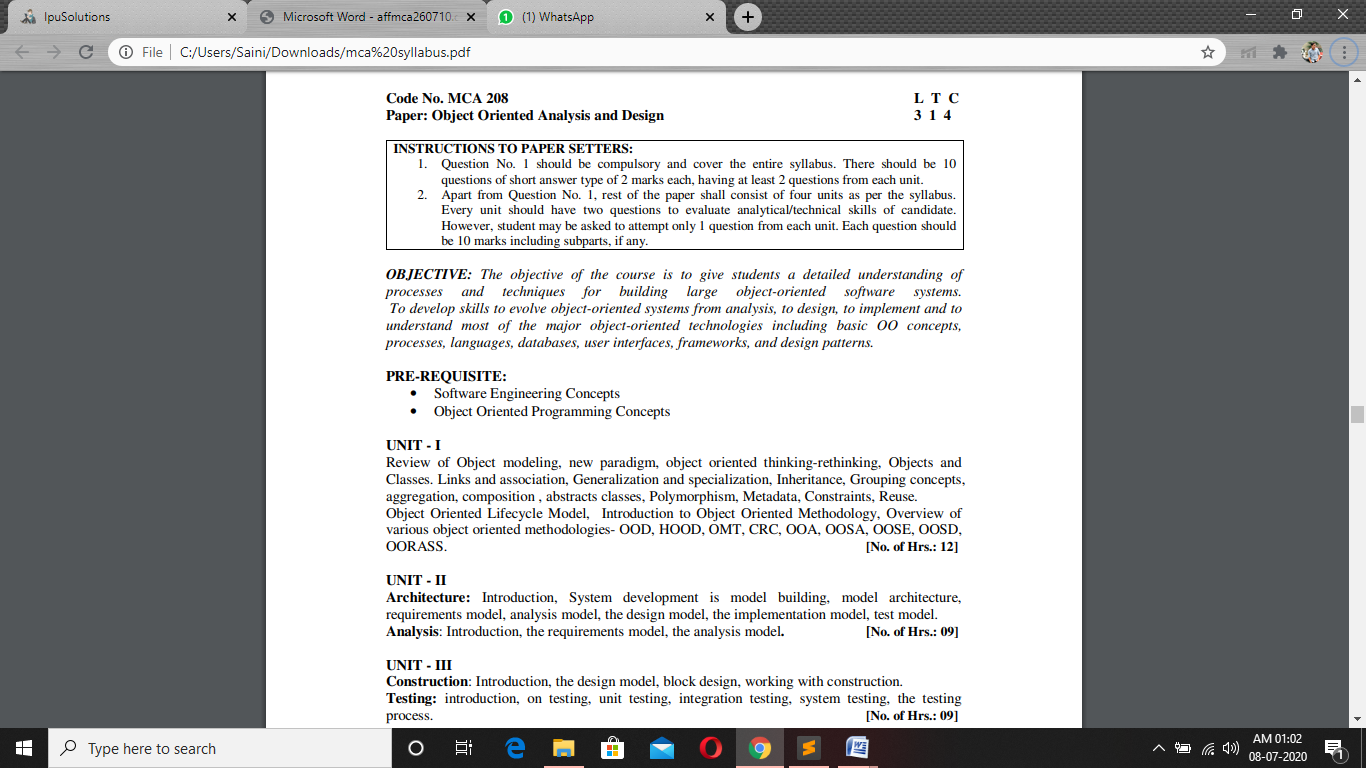 IpuSolutions
Microsoft Word - affmca260710.
1 (1) WhatsApp
File C:/Users/Saini/Downloads/mca%20syllabus.pdf
Code No. MCA 208 L T C
Paper: Object Oriented Analysis and Design 3 1 4
INSTRUCTIONS TO PAPER SETTERS:
1. Question No. 1 should be compulsory and cover the entire syllabus. There should be 10
questions of short answer type of 2 marks each, having at least 2 questions from each unit.
2. Apart from Question No. 1, rest of the paper shall consist of four units as per the syllabus.
Every unit should have two questions to evaluate analytical/technical skills of candidate.
However, student may be asked to attempt only 1 question from each unit. Each question should
be 10 marks including subparts, if any.
OBJECTIVE: The objective of the course is to give students a detailed understanding of
processes and techniques for building large object-oriented software systems.
To develop skills to evolve object-oriented systems from analysis, to design, to implement and to
understand most of the major object-oriented technologies including basic OO concepts,
processes, languages, databases, user interfaces, frameworks, and design patterns.
PRE-REQUISITE:
• Software Engineering Concepts
• Object Oriented Programming Concepts
UNIT - I
Review of Object modeling, new paradigm, object oriented thinking-rethinking, Objects and
Classes. Links and association, Generalization and specialization, Inheritance, Grouping concepts,
aggregation, composition , abstracts classes, Polymorphism, Metadata, Constraints, Reuse.
Object Oriented Lifecycle Model, Introduction to Object Oriented Methodology, Overview of
various object oriented methodologies- OOD, HOOD, OMT, CRC, OOA, OOSA, OOSE, OOSD,
OORASS. [No. of Hrs.: 12]
UNIT - II
Architecture: Introduction, System development is model building, model architecture,
requirements model, analysis model, the design model, the implementation model, test model.
Analysis: Introduction, the requirements model, the analysis model. [No. of Hrs.: 09]
UNIT - III
Construction: Introduction, the design model, block design, working with construction.
Testing: introduction, on testing, unit testing, integration testing, system testing, the testing
process. [No. of Hrs.: 09]
Type here to search
AM 01:02
08-07-2020
1